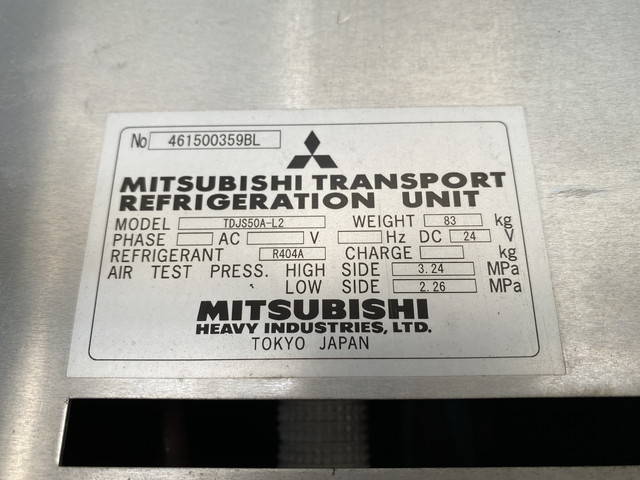 No 461500359BL
MITSUBISHI TRANSPORT
REFRIGERATION UNIT
MODEL TDJS50A-L2 WEIGHT 83 kg
PHASE AC V Hz DC 24 V
REFRIGERANT R404A CHARGE kg
AIR TEST PRESS. HIGH SIDE 3.24 MPa
LOW SIDE 2.26 MPa
MITSUBISHI
HEAVY INDUSTRIES, LTD.
TOKYO JAPAN